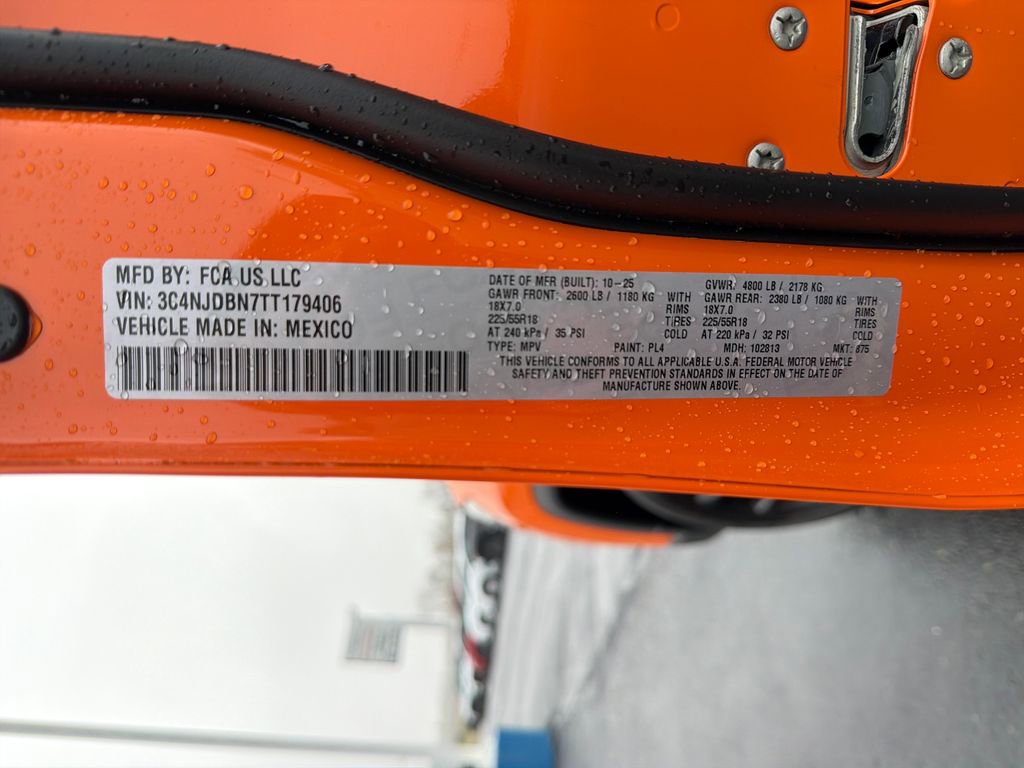 MFD BY: FCA US LLC
VIN: 3C4NJDBN7TT179406
VEHICLE MADE IN: MEXICO
DATE OF MFR (BUILT): 10-25
GAWR FRONT: 2600 LB / 1180 KG WITH
18X7.0 RIMS
225/55R18 TIRES
AT 240 kPa / 35 PSI COLD
GVWR: 4800 LB / 2178 KG
GAWR REAR: 2380 LB / 1080 KG WITH
18X7.0 RIMS
225/55R18 TIRES
AT 220 kPa / 32 PSI COLD
TYPE: MPV PAINT: PL4 MDH: 102813 MKT: 875
THIS VEHICLE CONFORMS TO ALL APPLICABLE U.S.A. FEDERAL MOTOR VEHICLE
SAFETY AND THEFT PREVENTION STANDARDS IN EFFECT ON THE DATE OF
MANUFACTURE SHOWN ABOVE.